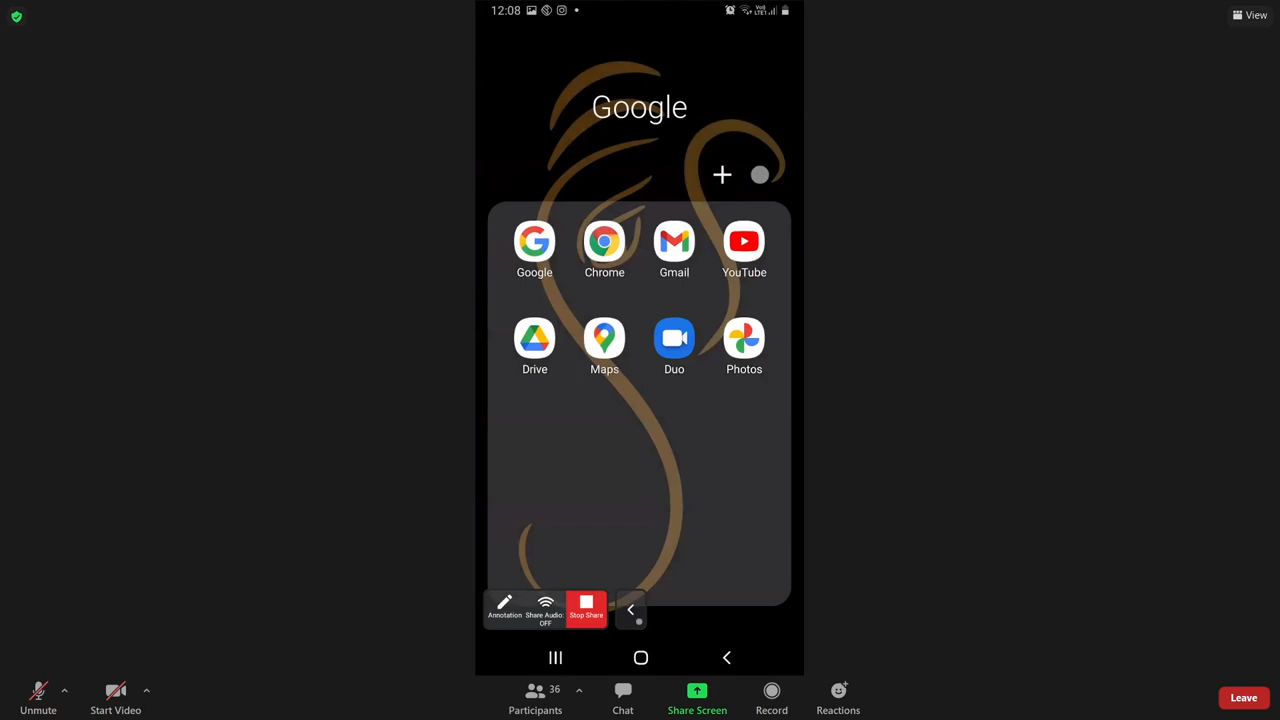 12:08
View
Google
Google Chrome Gmail YouTube
Drive Maps Duo Photos
Annotation Share Audio: OFF Stop Share
Unmute Start Video 36 Participants Chat Share Screen Record Reactions Leave